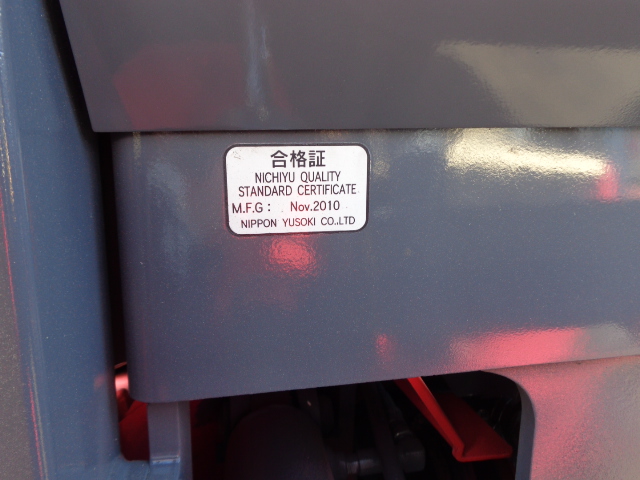 合格証
NICHIYU QUALITY
STANDARD CERTIFICATE
M.F.G : Nov.2010
NIPPON YUSOKI CO.,LTD